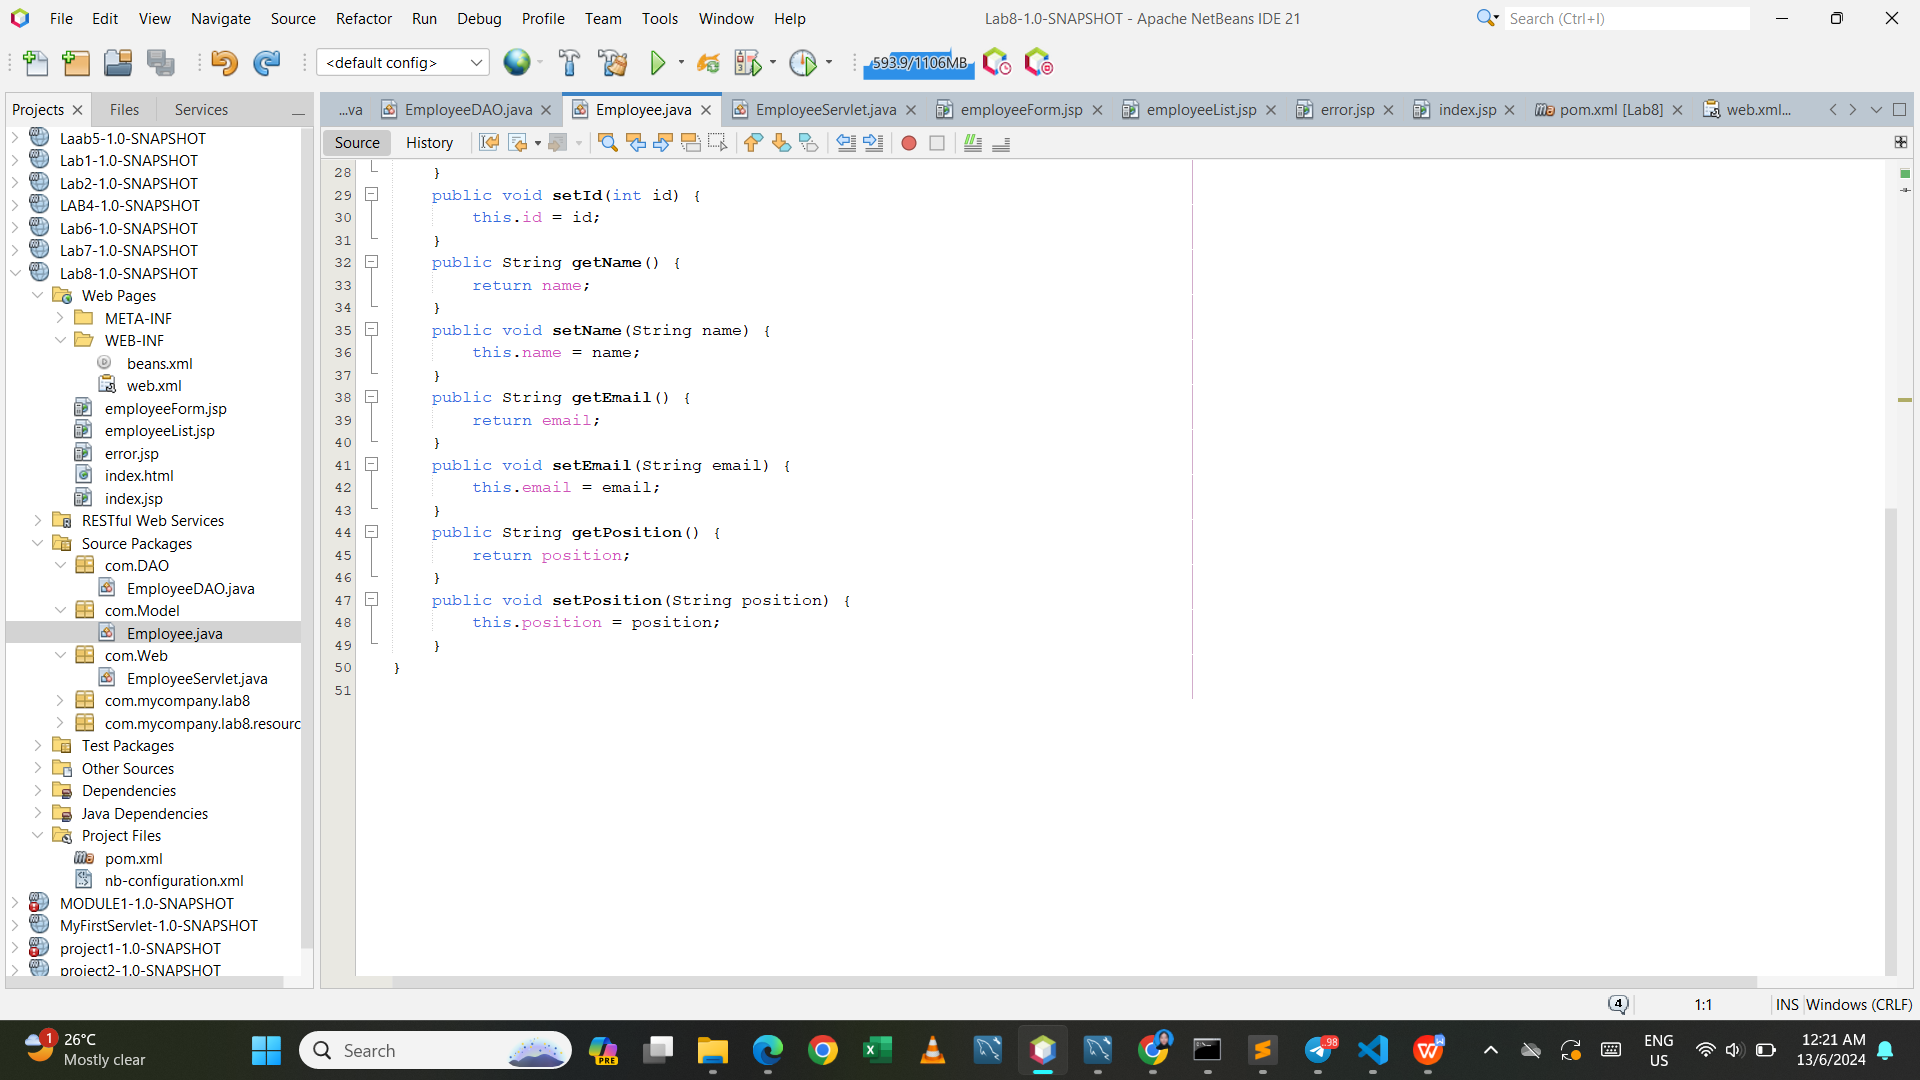 File Edit View Navigate Source Refactor Run Debug Profile Team Tools Window Help
Lab8-1.0-SNAPSHOT - Apache NetBeans IDE 21
Search (Ctrl+I)
<default config>
593.9/1106MB
Projects Files Services
...va EmployeeDAO.java Employee.java EmployeeServlet.java employeeForm.jsp employeeList.jsp error.jsp index.jsp pom.xml [Lab8] web.xml...
Source History
Laab5-1.0-SNAPSHOT
Lab1-1.0-SNAPSHOT
Lab2-1.0-SNAPSHOT
LAB4-1.0-SNAPSHOT
Lab6-1.0-SNAPSHOT
Lab7-1.0-SNAPSHOT
Lab8-1.0-SNAPSHOT
Web Pages
META-INF
WEB-INF
beans.xml
web.xml
employeeForm.jsp
employeeList.jsp
error.jsp
index.html
index.jsp
RESTful Web Services
Source Packages
com.DAO
EmployeeDAO.java
com.Model
Employee.java
com.Web
EmployeeServlet.java
com.mycompany.lab8
com.mycompany.lab8.resourc
Test Packages
Other Sources
Dependencies
Java Dependencies
Project Files
pom.xml
nb-configuration.xml
MODULE1-1.0-SNAPSHOT
MyFirstServlet-1.0-SNAPSHOT
project1-1.0-SNAPSHOT
project2-1.0-SNAPSHOT
28 }
29 public void setId(int id) {
30 this.id = id;
31 }
32 public String getName() {
33 return name;
34 }
35 public void setName(String name) {
36 this.name = name;
37 }
38 public String getEmail() {
39 return email;
40 }
41 public void setEmail(String email) {
42 this.email = email;
43 }
44 public String getPosition() {
45 return position;
46 }
47 public void setPosition(String position) {
48 this.position = position;
49 }
50 }
51
4 1:1 INS Windows (CRLF)
1
26°C
Mostly clear
Search
PRE
98
ENG
US
12:21 AM
13/6/2024